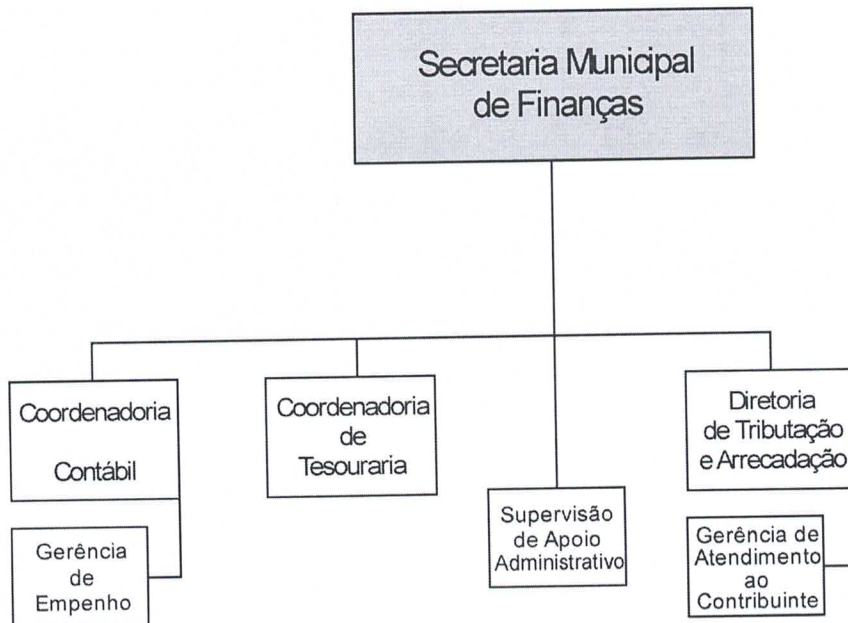 Secretaria Municipal
de Finanças
Coordenadoria
Contábil
Coordenadoria
de
Tesouraria
Diretoria
de Tributação
e Arrecadação
Supervisão
de Apoio
Administrativo
Gerência
de
Empenho
Gerência de
Atendimento
ao
Contribuinte